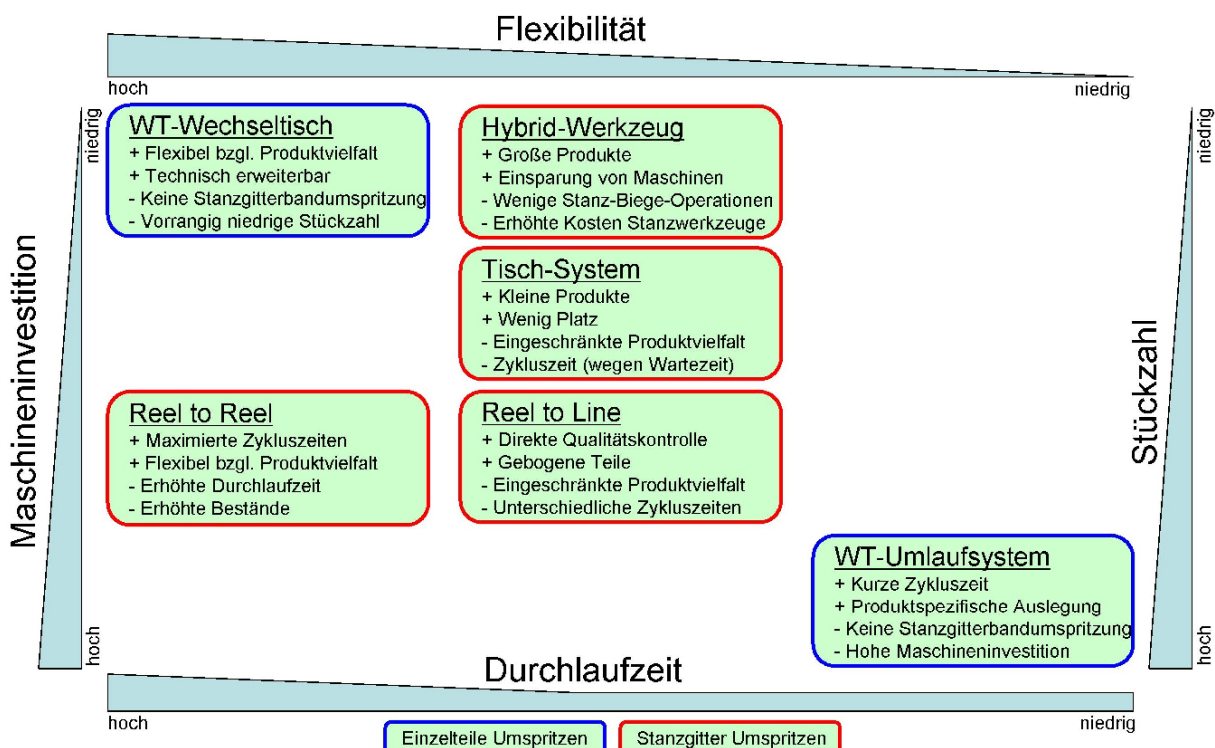 Flexibilität
hoch
niedrig
Maschineninvestition
niedrig
hoch
WT-Wechseltisch
+ Flexibel bzgl. Produktvielfalt
+ Technisch erweiterbar
- Keine Stanzgitterbandumspritzung
- Vorrangig niedrige Stückzahl
Hybrid-Werkzeug
+ Große Produkte
+ Einsparung von Maschinen
- Wenige Stanz-Biege-Operationen
- Erhöhte Kosten Stanzwerkzeuge
Tisch-System
+ Kleine Produkte
+ Wenig Platz
- Eingeschränkte Produktvielfalt
- Zykluszeit (wegen Wartezeit)
Reel to Reel
+ Maximierte Zykluszeiten
+ Flexibel bzgl. Produktvielfalt
- Erhöhte Durchlaufzeit
- Erhöhte Bestände
Reel to Line
+ Direkte Qualitätskontrolle
+ Gebogene Teile
- Eingeschränkte Produktvielfalt
- Unterschiedliche Zykluszeiten
WT-Umlaufsystem
+ Kurze Zykluszeit
+ Produktspezifische Auslegung
- Keine Stanzgitterbandumspritzung
- Hohe Maschineninvestition
Stückzahl
niedrig
hoch
Durchlaufzeit
hoch
niedrig
Einzelteile Umspritzen
Stanzgitter Umspritzen